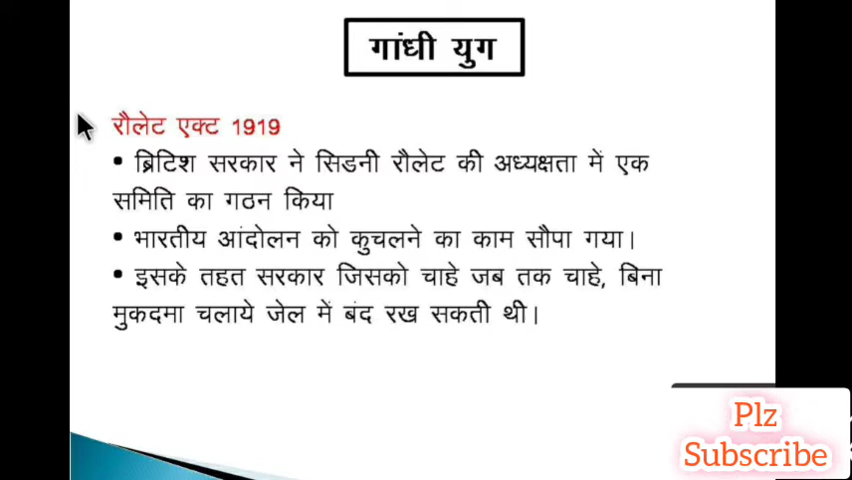 गांधी युग
रौलेट एक्ट 1919
• ब्रिटिश सरकार ने सिडनी रौलेट की अध्यक्षता में एक
समिति का गठन किया
• भारतीय आंदोलन को कुचलने का काम सौपा गया।
• इसके तहत सरकार जिसको चाहे जब तक चाहे, बिना
मुकदमा चलाये जेल में बंद रख सकती थी।
Plz
Subscribe